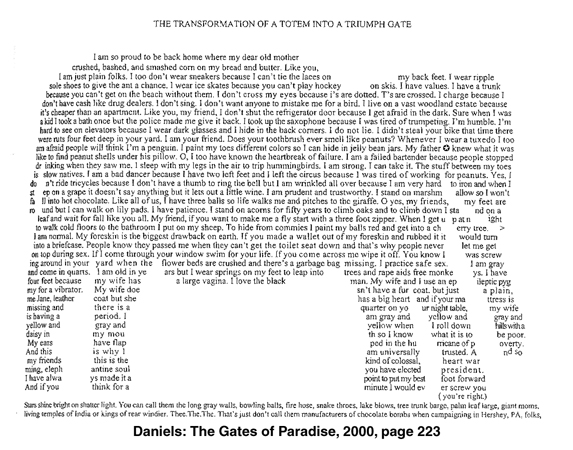 THE TRANSFORMATION OF A TOTEM INTO A TRIUMPH GATE
I am so proud to be back home where my dear old mother
crushed, bashed, and smushed corn on my bread and butter. Like you,
I am just plain folks. I too don't wear sneakers because I can't tie the laces on my back feet. I wear ripple
sole shoes to give the ant a chance. I wear ice skates because you can't play hockey on skis. I have values. I have a trunk
because you can't get on the beach without them. I don't cross my eyes because i's are dotted. T's are crossed. I charge because I
don't have cash like drug dealers. I don't sing. I don't want anyone to mistake me for a bird. I live on a vast woodland estate because
it's cheaper than an apartment. Like you, my friend, I don't shut the refrigerator door because I get afraid in the dark. Sure when I was
a kid I took a bath once but the police made me give it back. I took up the saxophone because I was tired of trumpeting. I'm humble. I'm
hard to see on elevators because I wear dark glasses and I hide in the back corners. I do not lie. I didn't steal your bike that time there
were ruts four feet deep in your yard. I am your friend. Does your toothbrush ever smell like peanuts? Whenever I wear a tuxedo I too
am afraid people will think I'm a penguin. I paint my toes different colors so I can hide in jelly bean jars. My father O knew what it was
like to find peanut shells under his pillow. O, I too have known the heartbreak of failure. I am a failed bartender because people stopped
dr inking when they saw me. I sleep with my legs in the air to trip hummingbirds. I am strong. I can take it. The stuff between my toes
is slow natives. I am a bad dancer because I have two left feet and I left the circus because I was tired of working for peanuts. Yes, I
do n't ride tricycles because I don't have a thumb to ring the bell but I am wrinkled all over because I am very hard to iron and when I
st ep on a grape it doesn't say anything but it does let out a little wine. I am prudent and trustworthy. I stand on marsh allow so I won't
fa ll into hot chocolate. Like all of us, I have three balls so life walks me and pitches to the giraffe. O yes, my friends, my feet are
ro und but I can walk on lily pads. I have patience. I stand on acorns for fifty years to climb oaks and to climb down I sta nd on a
leaf and wait for fall like you all. My friend, if you want to make me a fly start with a three foot zipper. When I get u p at n ight
to walk cold floors to the bathroom I put on my sheep. To hide from commies I paint my balls red and get into a ch erry tree. >
I am normal. My foreskin is the biggest drawback on earth. If you made a wallet out of my foreskin and rubbed it it would turn
into a briefcase. People know they passed me when they can't get the toilet seat down and that's why people never let me get
on top during sex. If I come through your window swim for your life. If you come across me wipe it off. You know I was screw
ing around in your yard when the flower beds are crushed and there's a garbage bag missing. I practice safe sex. I am gray
and come in quarts. I am old in ye ars but I wear springs on my feet to leap into trees and rape aids free monke ys. I have
four feet because my wife has a large vagina. I love the black man. My wife and I use an ep ileptic pyg
my for a vibrator. My wife doe sn't have a fur coat. but just a plain,
me Jane, leather coat but she has a big heart and if your ma ttress is
missing and there is a quarter on yo ur night table, my wife
is having a period. I am gray and yellow and gray and
yellow and gray and yellow when I roll down hills with a
daisy in my mou th so I know what it is to be poor.
My ears have flap pod in the hu rricane of p overty.
And this is why I am universally trusted. A nd so
my friends this is the kind of colossal, heart war
ming, eleph antine soul you have elected president.
I have alwa ys made it a point to put my best foot forward
And if you think for a minute I would ev er screw you
(you're right.)
Stars shine bright on shatter light. You can call them the long gray walls, bowling balls, fire hose, snake throes, lake blows, tree trunk barge, palm leaf large, giant moms,
living temples of India or kings of rear windier. Thee.The.Thc. That's just don't call them manufacturers of chocolate bombs when campaigning in Hershey, PA, folks,
Daniels: The Gates of Paradise, 2000, page 223